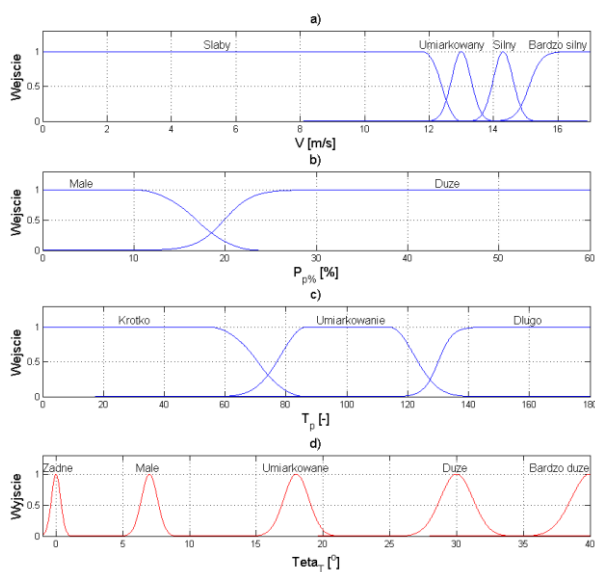 a)
Slaby Umiarkowany Silny Bardzo silny
Wejscie
1
0.5
0
0 2 4 6 8 10 12 14 16
V [m/s]
b)
Male Duze
Wejscie
1
0.5
0
0 10 20 30 40 50 60
Pp% [%]
c)
Krotko Umiarkowanie Dlugo
Wejscie
1
0.5
0
0 20 40 60 80 100 120 140 160 180
Tp [-]
d)
Zadne Male Umiarkowane Duze Bardzo duze
Wyjscie
1
0.5
0
0 5 10 15 20 25 30 35 40
TetaT [o]